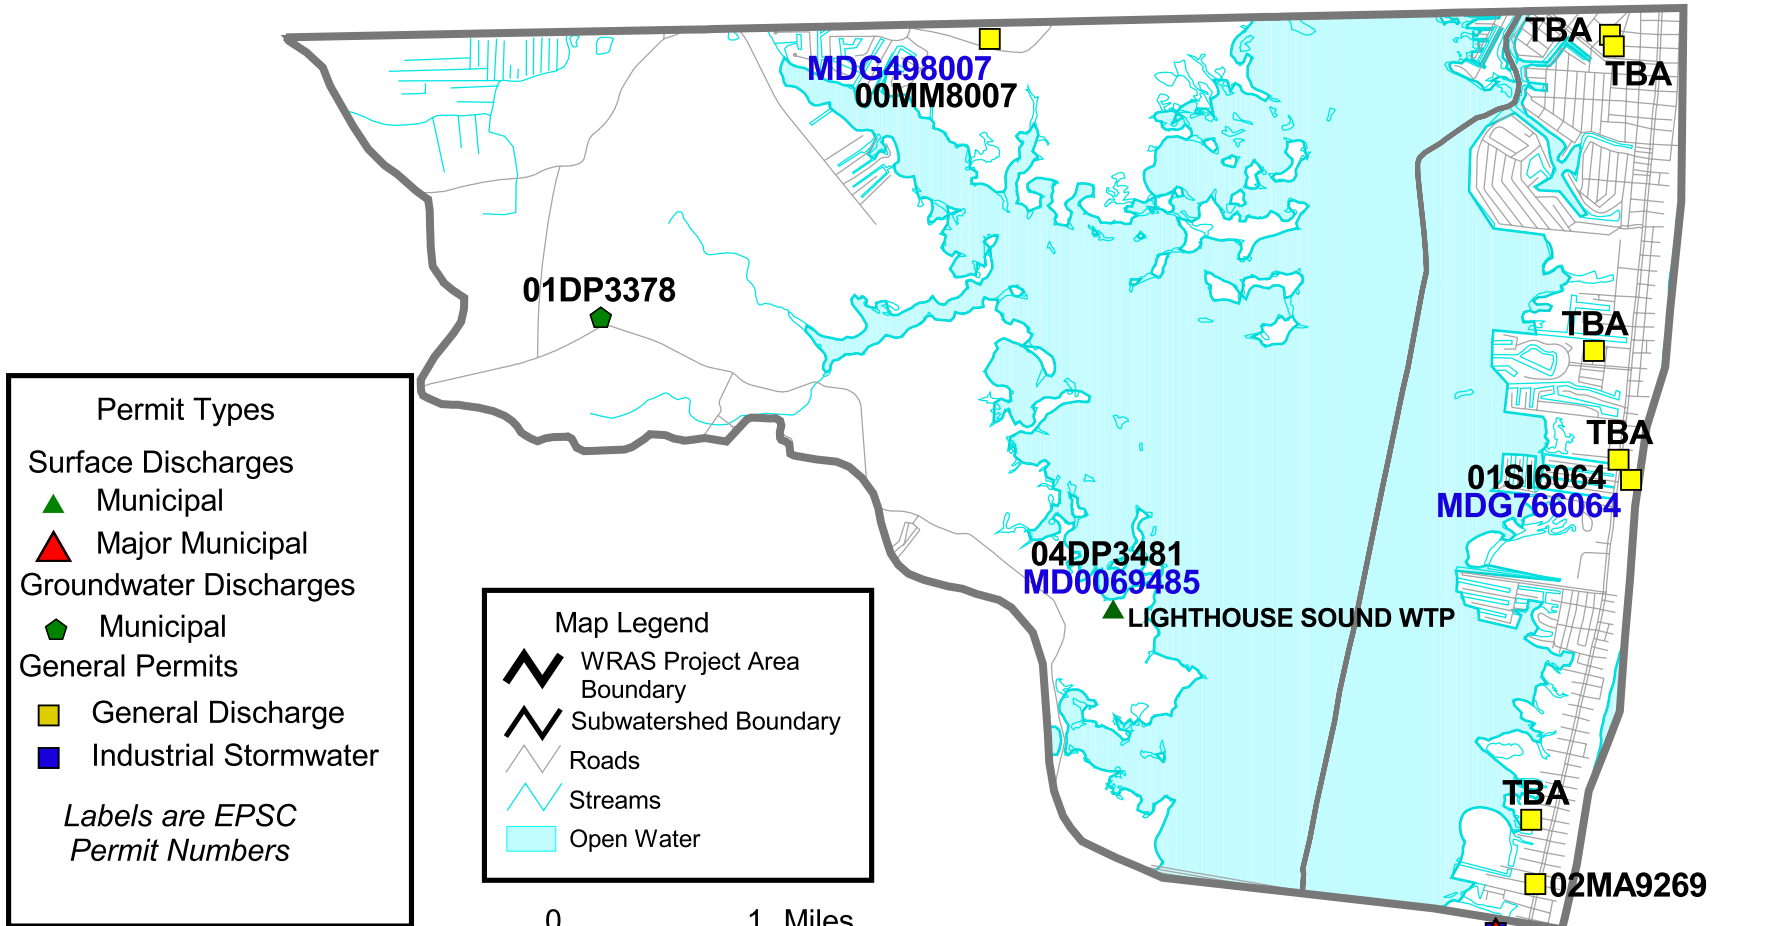 TBA
TBA
MDG498007
00MM8007
01DP3378
TBA
TBA
01SI6064
MDG766064
04DP3481
MD0069485
LIGHTHOUSE SOUND WTP
TBA
02MA9269
Permit Types
Surface Discharges
Municipal
Major Municipal
Groundwater Discharges
Municipal
General Permits
General Discharge
Industrial Stormwater
Labels are EPSC
Permit Numbers
Map Legend
WRAS Project Area
Boundary
Subwatershed Boundary
Roads
Streams
Open Water
0 1 Miles